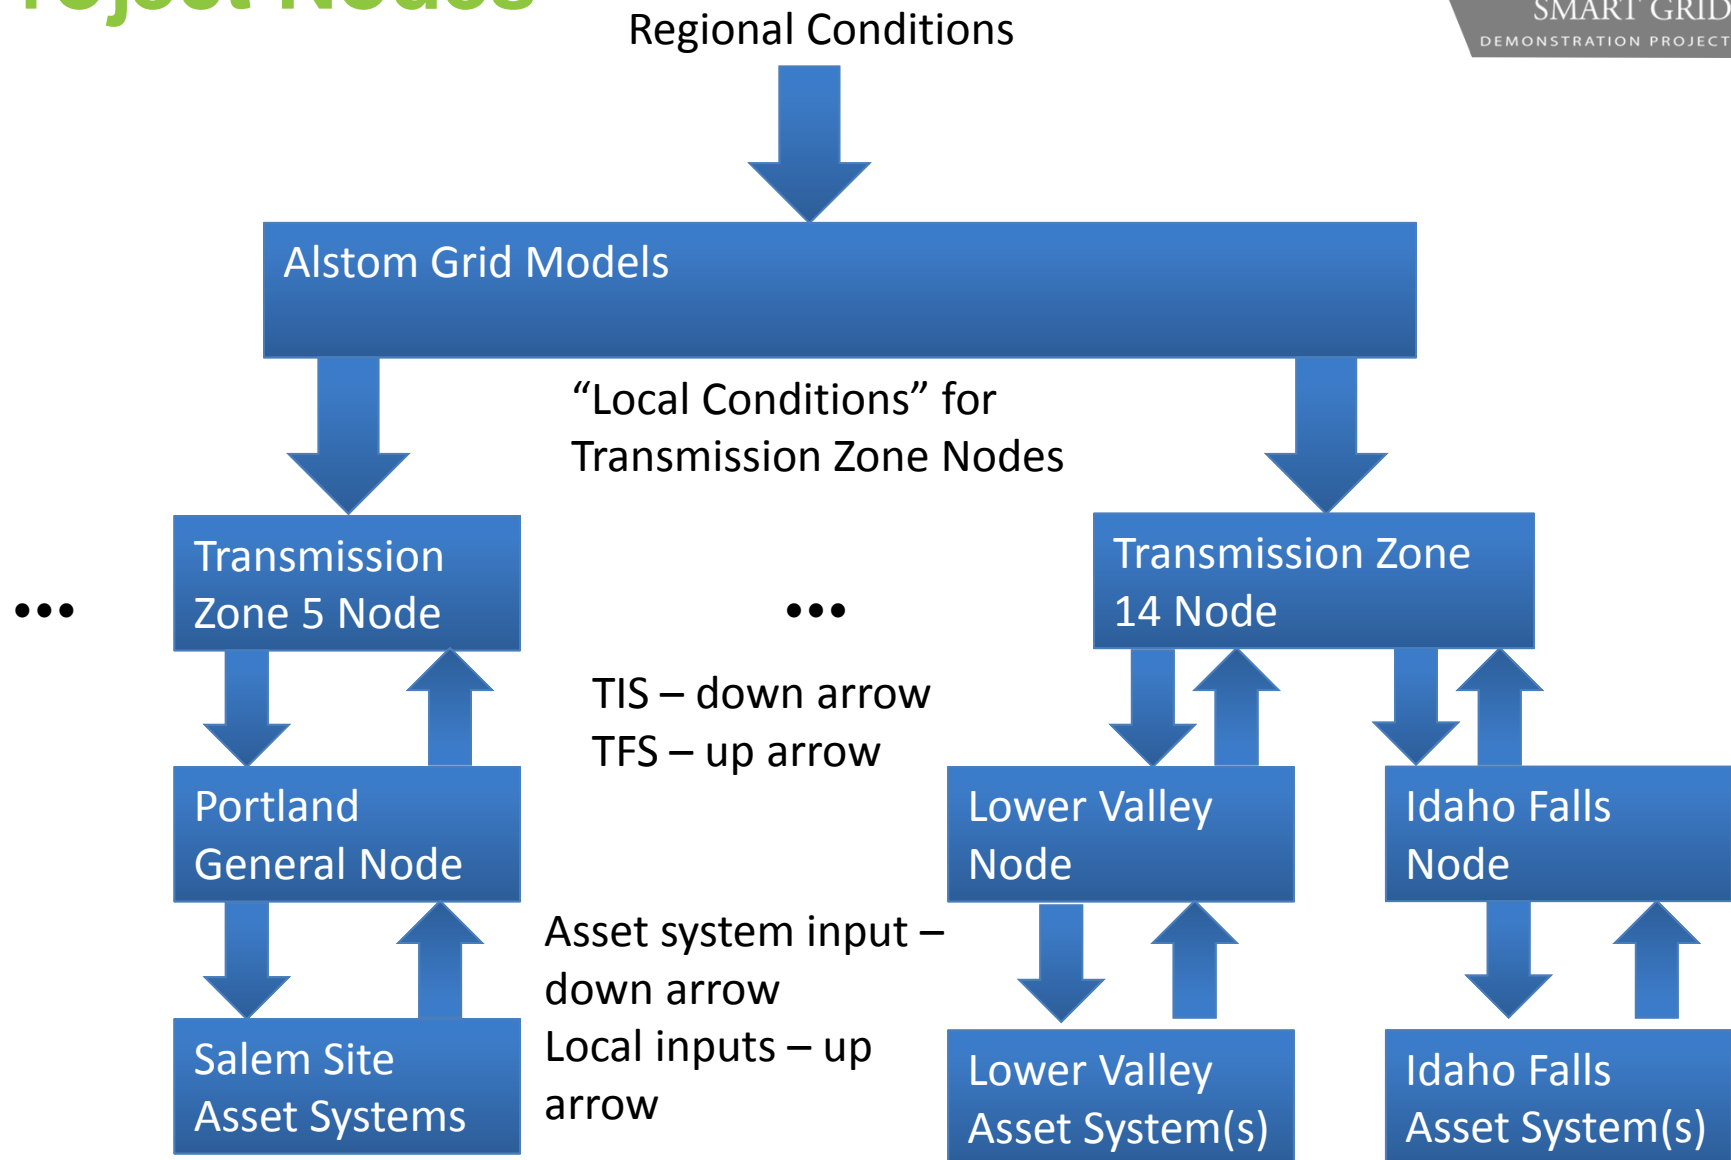 Regional Conditions
SMART GRID
DEMONSTRATION PROJECT
Alstom Grid Models
“Local Conditions” for
Transmission Zone Nodes
Transmission
Zone 5 Node
Transmission Zone
14 Node
•••
•••
TIS – down arrow
TFS – up arrow
Portland
General Node
Lower Valley
Node
Idaho Falls
Node
Asset system input –
down arrow
Local inputs – up
arrow
Salem Site
Asset Systems
Lower Valley
Asset System(s)
Idaho Falls
Asset System(s)